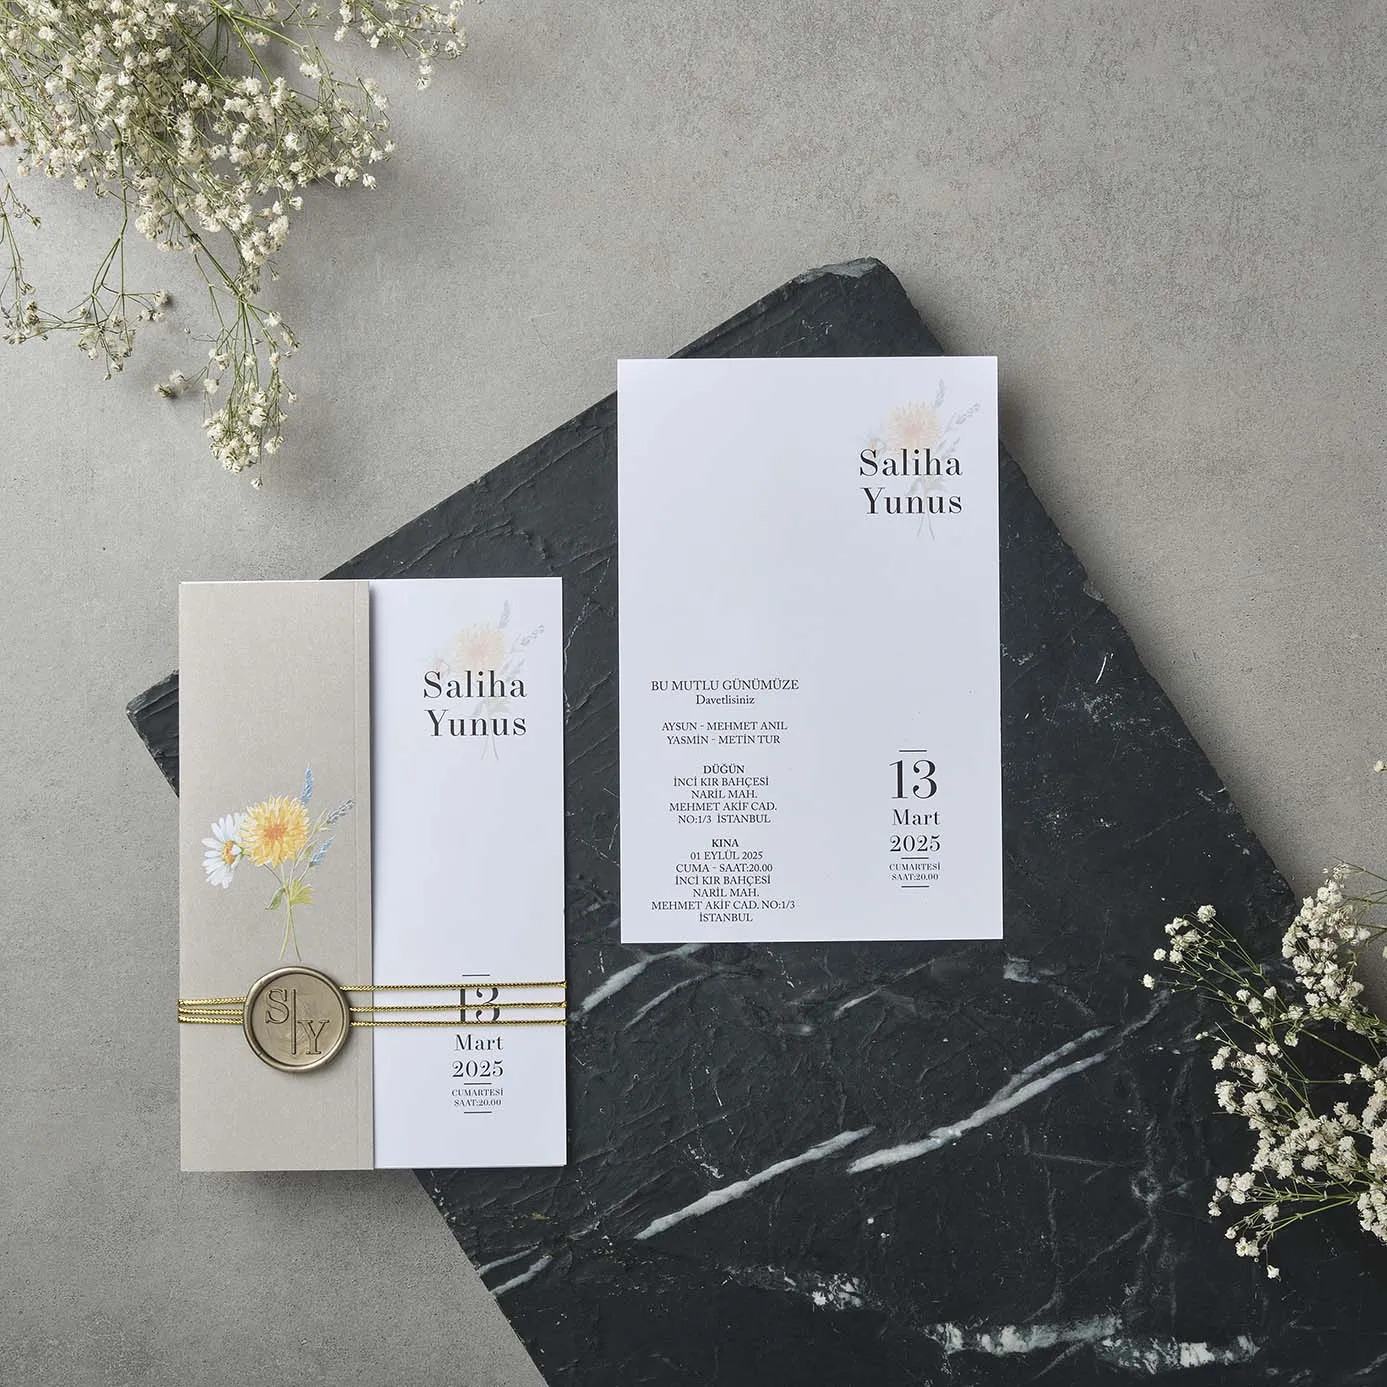 Saliha
Yunus
13
Mart
2025
CUMARTESİ
SAAT:20.00
S|Y
Saliha
Yunus
BU MUTLU GÜNÜMÜZE
Davetlisiniz
AYSUN - MEHMET ANIL
YASMİN - METİN TUR
DÜĞÜN
İNCİ KIR BAHÇESİ
NARİL MAH.
MEHMET AKİF CAD.
NO:1/3 İSTANBUL
KINA
01 EYLÜL 2025
CUMA - SAAT:20.00
İNCİ KIR BAHÇESİ
NARİL MAH.
MEHMET AKİF CAD. NO:1/3
İSTANBUL
13
Mart
2025
CUMARTESİ
SAAT:20.00